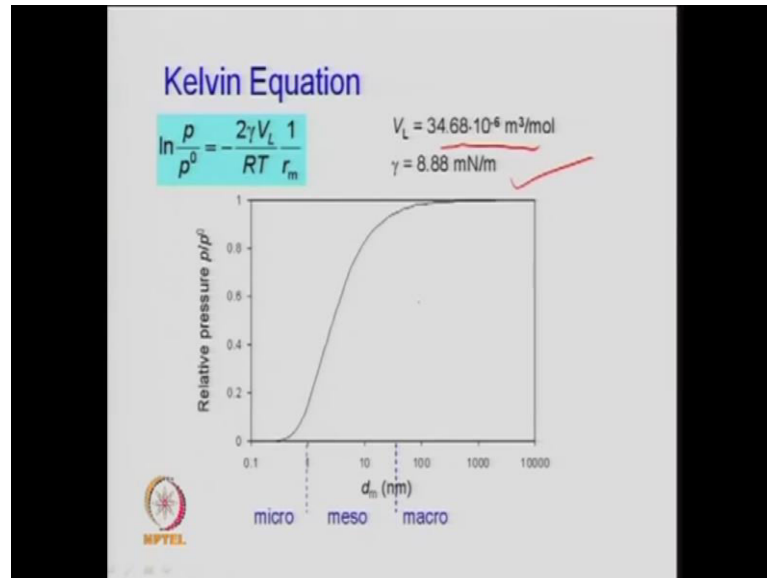 Kelvin Equation
ln p/p⁰ = - 2γV_L/RT 1/r_m
V_L = 34.68·10⁻⁶ m³/mol
γ = 8.88 mN/m
Relative pressure p/p⁰
1
0.8
0.6
0.4
0.2
0
0.1 1 10 100 1000 10000
d_m (nm)
micro meso macro
NPTEL